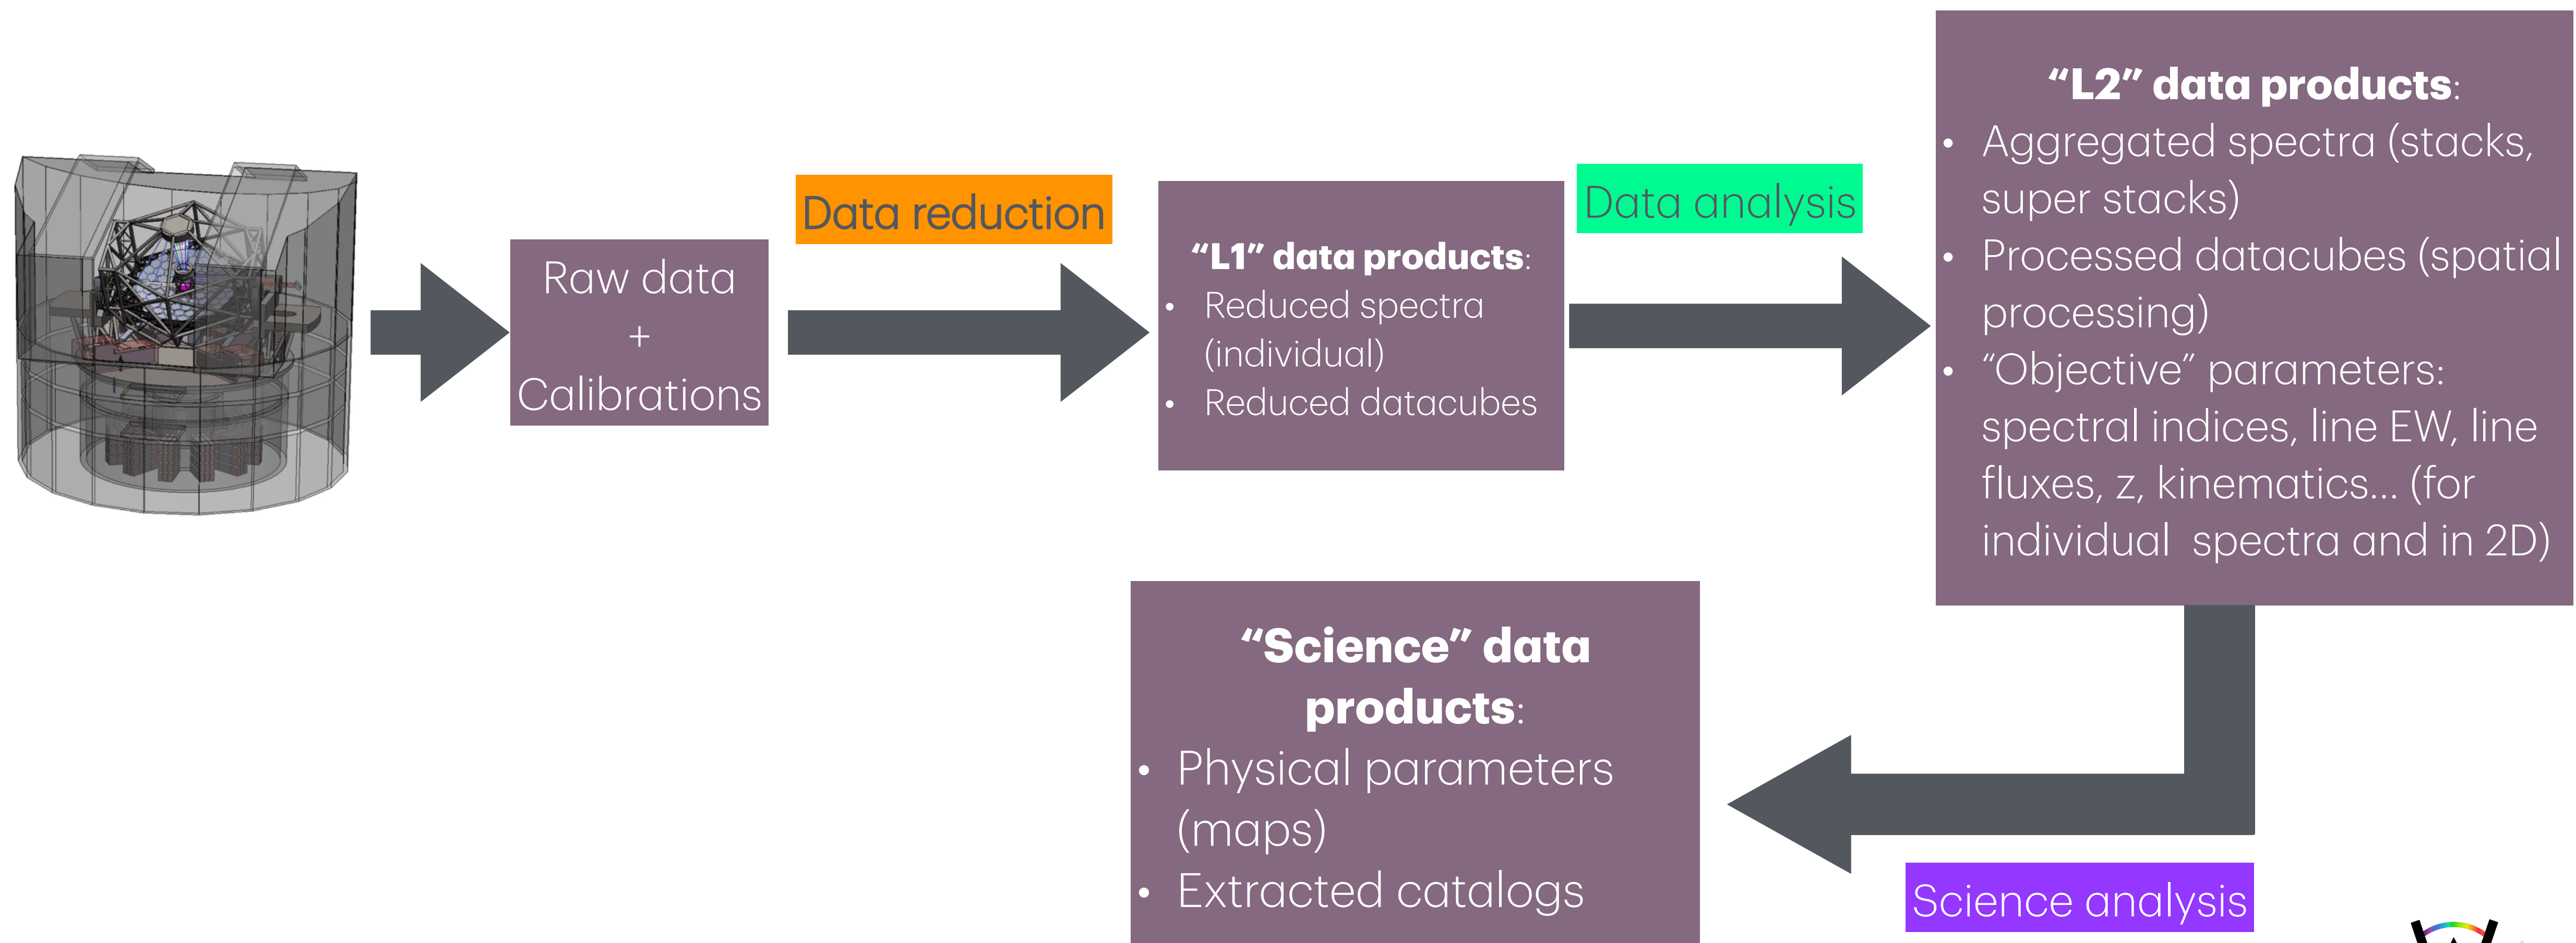 Raw data
+
Calibrations
Data reduction
“L1” data products:
• Reduced spectra
(individual)
• Reduced datacubes
Data analysis
“L2” data products:
• Aggregated spectra (stacks,
super stacks)
• Processed datacubes (spatial
processing)
• “Objective” parameters:
spectral indices, line EW, line
fluxes, z, kinematics... (for
individual spectra and in 2D)
Science analysis
“Science” data
products:
• Physical parameters
(maps)
• Extracted catalogs